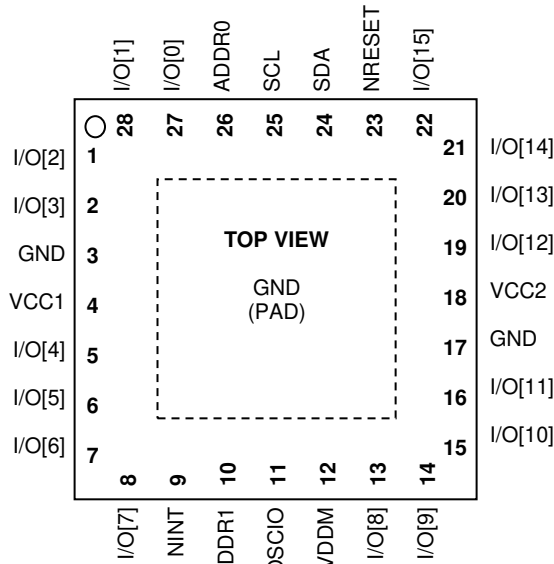 I/O[1]
I/O[0]
ADDR0
SCL
SDA
NRESET
I/O[15]
28
27
26
25
24
23
22
I/O[2] 1
I/O[3] 2
GND 3
VCC1 4
I/O[4] 5
I/O[5] 6
I/O[6] 7
TOP VIEW
GND
(PAD)
21 I/O[14]
20 I/O[13]
19 I/O[12]
18 VCC2
17 GND
16 I/O[11]
15 I/O[10]
8
9
10
11
12
13
14
I/O[7]
NINT
DDR1
OSCIO
VDDM
I/O[8]
I/O[9]